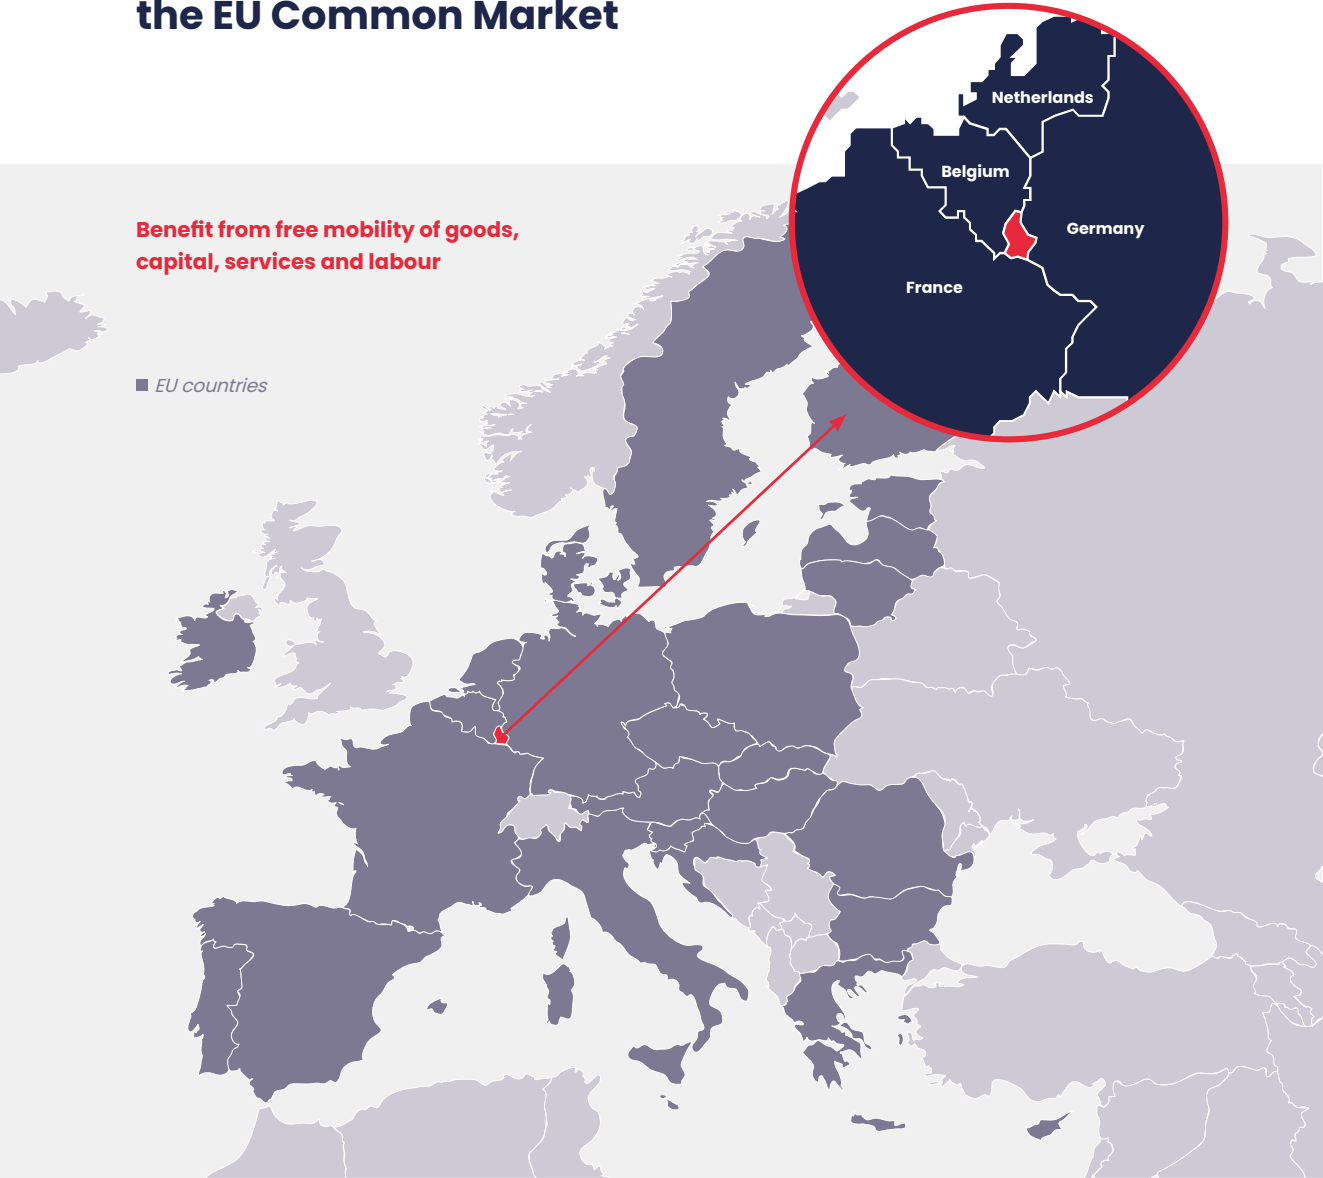 the EU Common Market
Benefit from free mobility of goods,
capital, services and labour
EU countries
Netherlands
Belgium
Germany
France